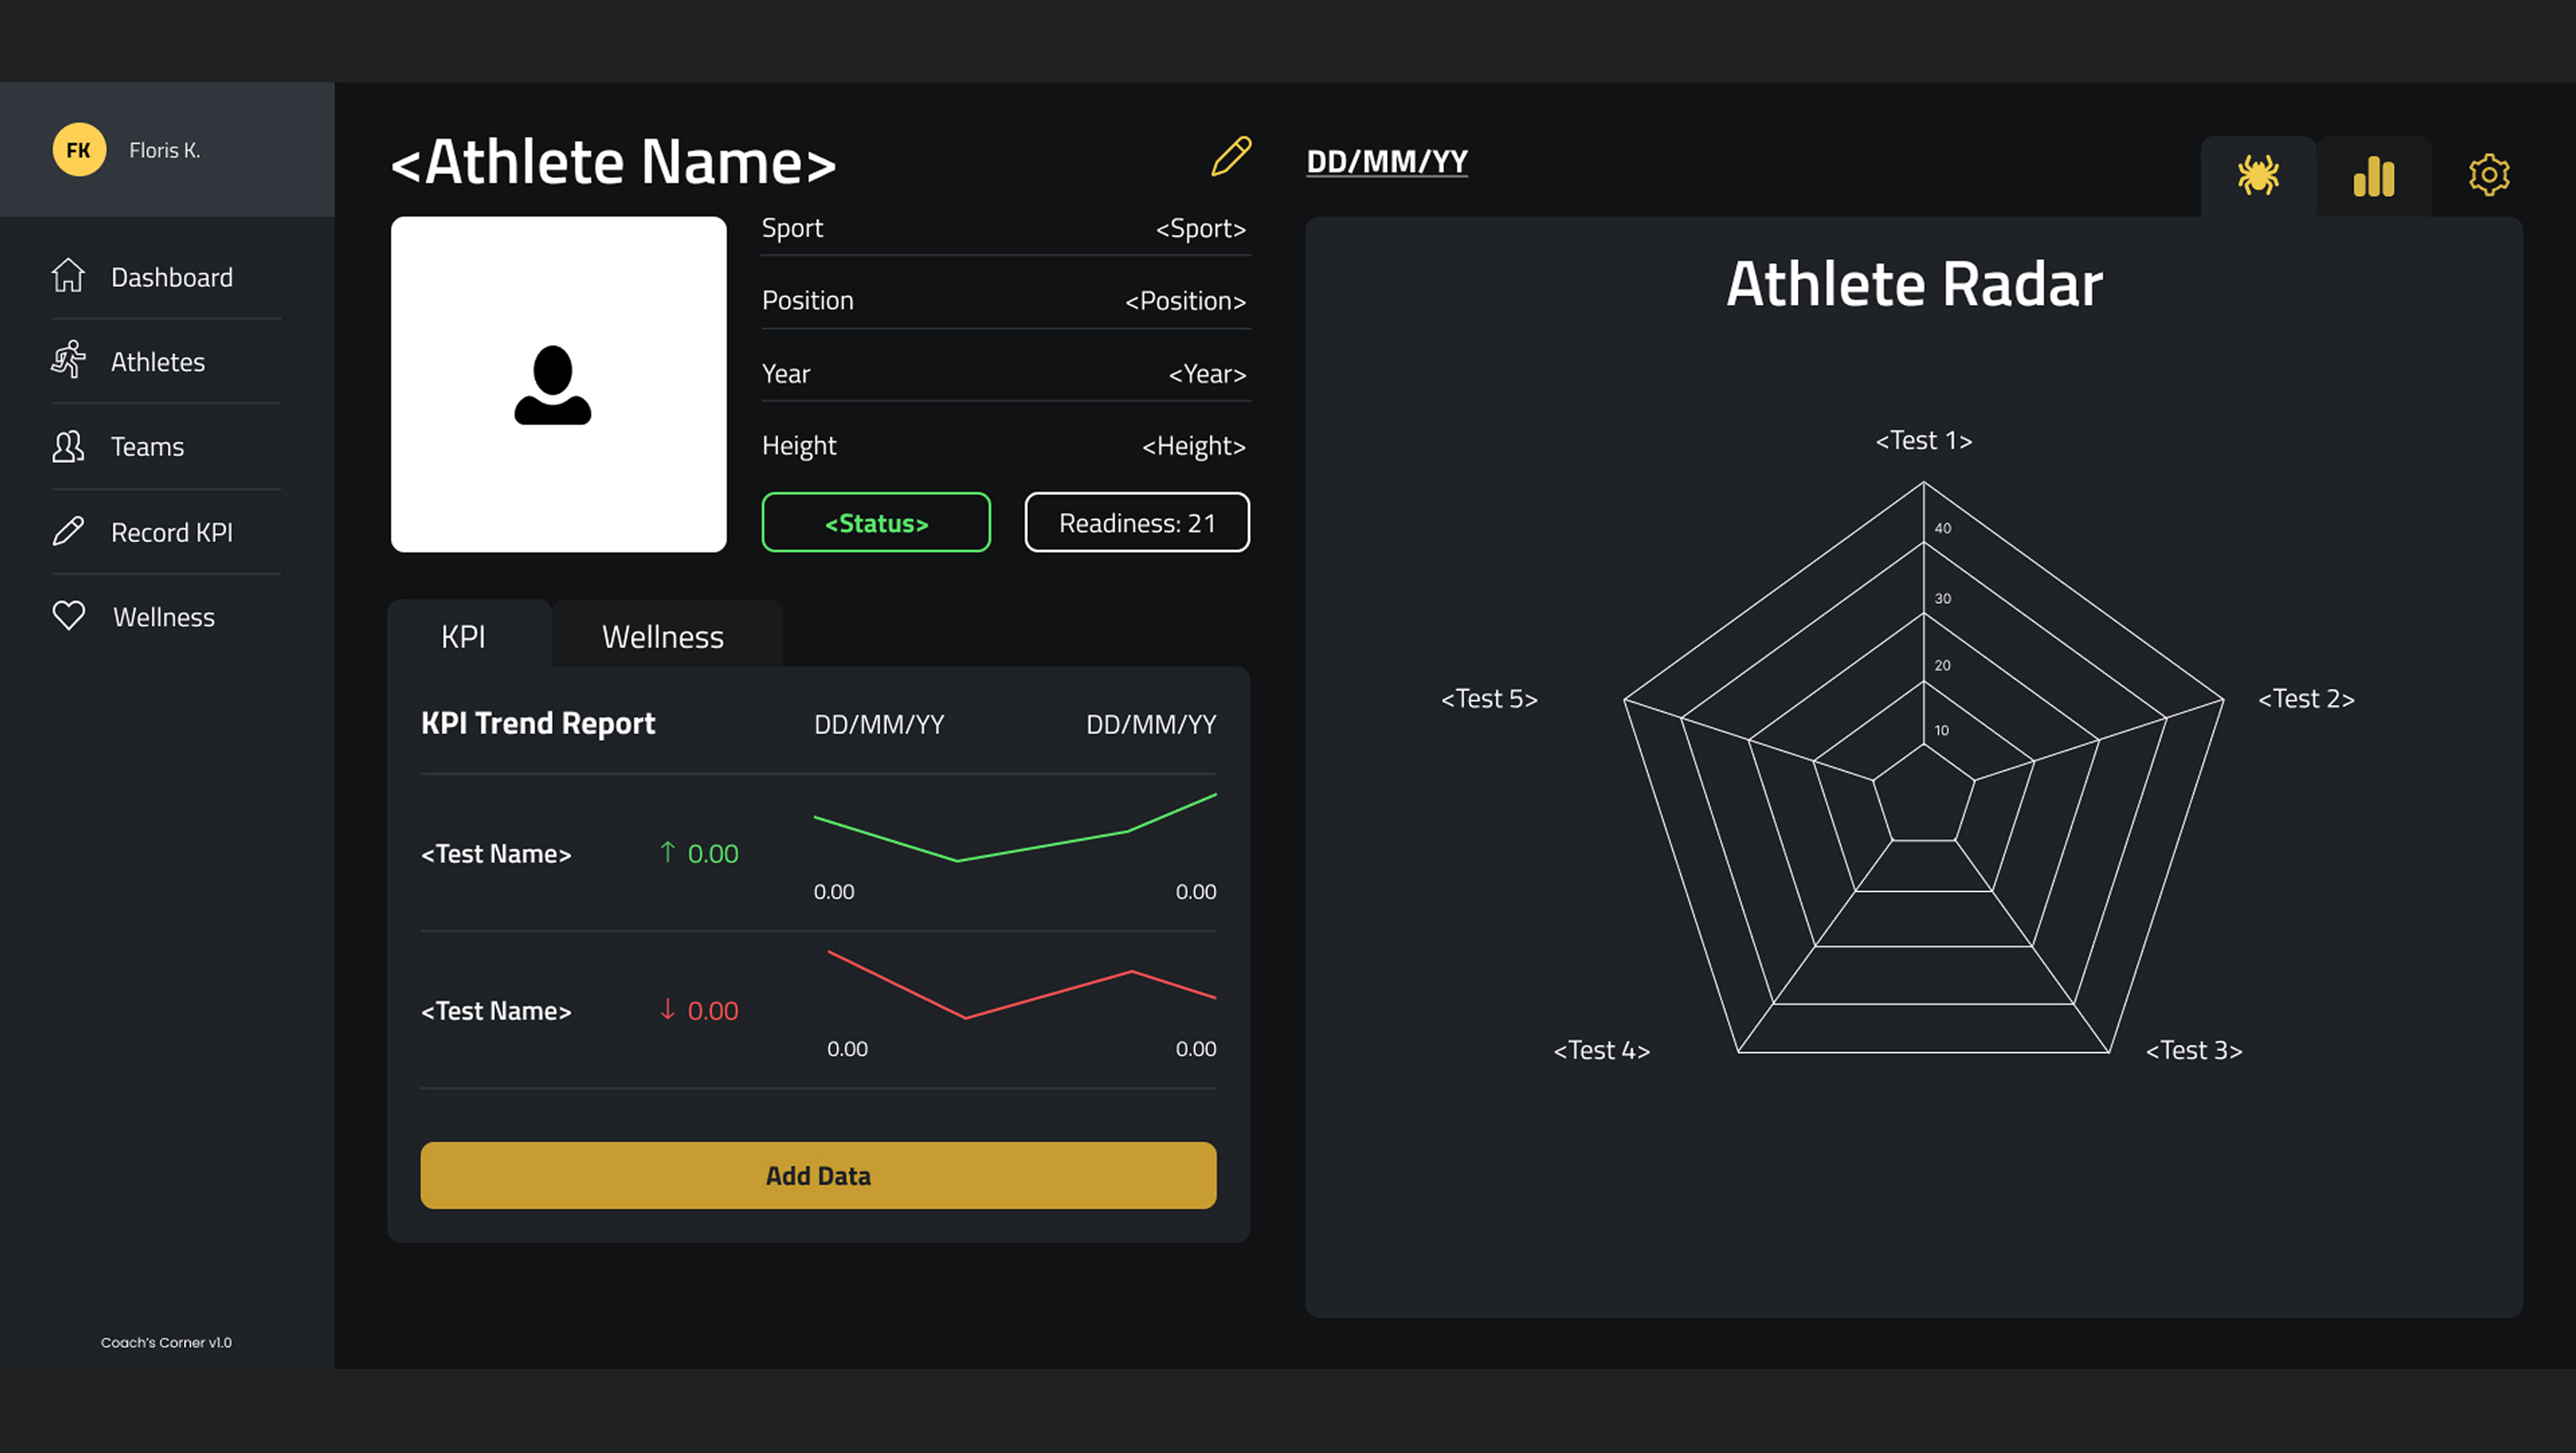 FK
Floris K.
Dashboard
Athletes
Teams
Record KPI
Wellness
Coach's Corner v1.0
<Athlete Name>
Sport <Sport>
Position <Position>
Year <Year>
Height <Height>
<Status> Readiness: 21
KPI Wellness
KPI Trend Report DD/MM/YY DD/MM/YY
<Test Name> ↑ 0.00
0.00 0.00
<Test Name> ↓ 0.00
0.00 0.00
Add Data
DD/MM/YY
Athlete Radar
<Test 1>
40
30
20
<Test 5> <Test 2>
10
<Test 4> <Test 3>